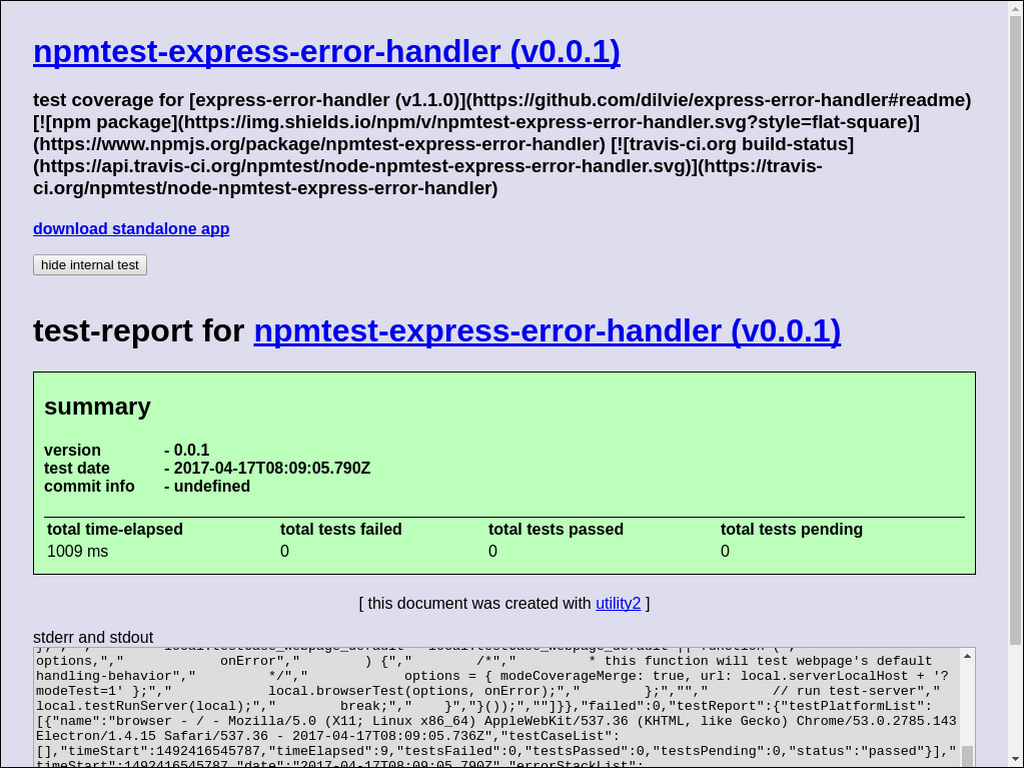 npmtest-express-error-handler (v0.0.1)
test coverage for [express-error-handler (v1.1.0)](https://github.com/dilvie/express-error-handler#readme)
[![npm package](https://img.shields.io/npm/v/npmtest-express-error-handler.svg?style=flat-square)]
(https://www.npmjs.org/package/npmtest-express-error-handler) [![travis-ci.org build-status]
(https://api.travis-ci.org/npmtest/node-npmtest-express-error-handler.svg)](https://travis-
ci.org/npmtest/node-npmtest-express-error-handler)
download standalone app
hide internal test
test-report for npmtest-express-error-handler (v0.0.1)
summary
version - 0.0.1
test date - 2017-04-17T08:09:05.790Z
commit info - undefined
total time-elapsed total tests failed total tests passed total tests pending
1009 ms 0 0 0
[ this document was created with utility2 ]
stderr and stdout
options,"," onError"," ) {"," /*"," * this function will test webpage's default
handling-behavior"," */"," options = { modeCoverageMerge: true, url: local.serverLocalHost + '?
modeTest=1' };"," local.browserTest(options, onError);"," };",""," // run test-server","
local.testRunServer(local);"," break;"," }","}());",""]}},"failed":0,"testReport":{"testPlatformList":
[{"name":"browser - / - Mozilla/5.0 (X11; Linux x86_64) AppleWebKit/537.36 (KHTML, like Gecko) Chrome/53.0.2785.143
Electron/1.4.15 Safari/537.36 - 2017-04-17T08:09:05.736Z","testCaseList":
[],"timeStart":1492416545787,"timeElapsed":9,"testsFailed":0,"testsPassed":0,"testsPending":0,"status":"passed"}],"
timeStart":1492416545787,"date":"2017-04-17T08:09:05.790Z","errorStackList":